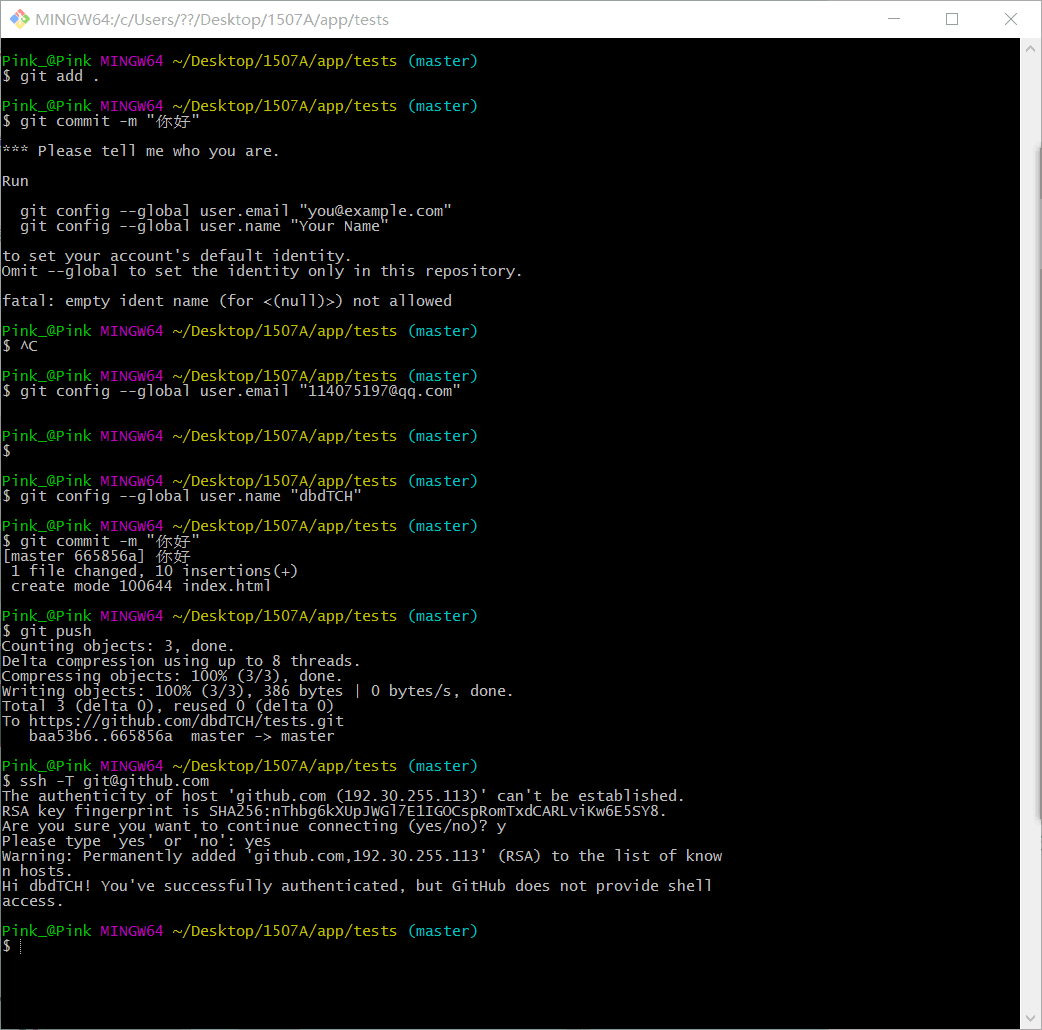 MINGW64:/c/Users/??/Desktop/1507A/app/tests
Pink_@Pink MINGW64 ~/Desktop/1507A/app/tests (master)
$ git add .
Pink_@Pink MINGW64 ~/Desktop/1507A/app/tests (master)
$ git commit -m "你好"
*** Please tell me who you are.
Run
git config --global user.email "you@example.com"
git config --global user.name "Your Name"
to set your account's default identity.
Omit --global to set the identity only in this repository.
fatal: empty ident name (for <(null)>) not allowed
Pink_@Pink MINGW64 ~/Desktop/1507A/app/tests (master)
$ ^C
Pink_@Pink MINGW64 ~/Desktop/1507A/app/tests (master)
$ git config --global user.email "114075197@qq.com"
Pink_@Pink MINGW64 ~/Desktop/1507A/app/tests (master)
$
Pink_@Pink MINGW64 ~/Desktop/1507A/app/tests (master)
$ git config --global user.name "dbdTCH"
Pink_@Pink MINGW64 ~/Desktop/1507A/app/tests (master)
$ git commit -m "你好"
[master 665856a] 你好
1 file changed, 10 insertions(+)
create mode 100644 index.html
Pink_@Pink MINGW64 ~/Desktop/1507A/app/tests (master)
$ git push
Counting objects: 3, done.
Delta compression using up to 8 threads.
Compressing objects: 100% (3/3), done.
Writing objects: 100% (3/3), 386 bytes | 0 bytes/s, done.
Total 3 (delta 0), reused 0 (delta 0)
To https://github.com/dbdTCH/tests.git
baa53b6..665856a master -> master
Pink_@Pink MINGW64 ~/Desktop/1507A/app/tests (master)
$ ssh -T git@github.com
The authenticity of host 'github.com (192.30.255.113)' can't be established.
RSA key fingerprint is SHA256:nThbg6kXUpJWGl7E1IGOCspRomTxdCARLviKw6E5SY8.
Are you sure you want to continue connecting (yes/no)? y
Please type 'yes' or 'no': yes
Warning: Permanently added 'github.com,192.30.255.113' (RSA) to the list of know
n hosts.
Hi dbdTCH! You've successfully authenticated, but GitHub does not provide shell
access.
Pink_@Pink MINGW64 ~/Desktop/1507A/app/tests (master)
$